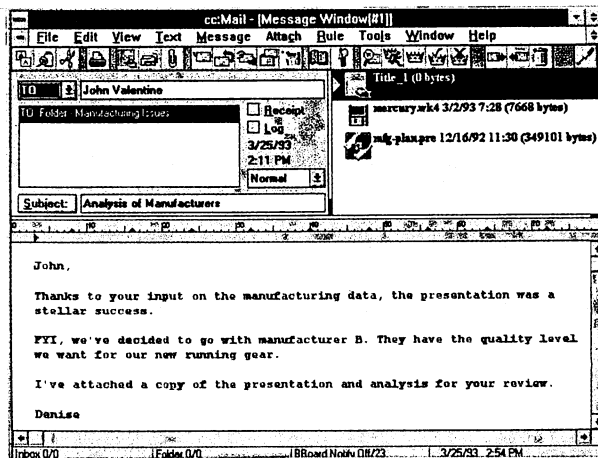 cc:Mail - [Message Window[#1]]
File Edit View Text Message Attach Rule Tools Window Help
TO John Valentine
TO Folder - Manufacturing Issues
Receipt
Log
3/25/93
2:11 PM
Normal
Subject: Analysis of Manufacturers
Title_1 (0 bytes)
mercury.wk4 3/2/93 7:28 (7668 bytes)
mfg-plan.pre 12/16/92 11:30 (349101 bytes)
John,
Thanks to your input on the manufacturing data, the presentation was a
stellar success.
FYI, we've decided to go with manufacturer B. They have the quality level
we want for our new running gear.
I've attached a copy of the presentation and analysis for your review.
Denise
Inbox 0/0 Folder 0/0 BBoard Notify Off/23 3/25/93 2:54 PM